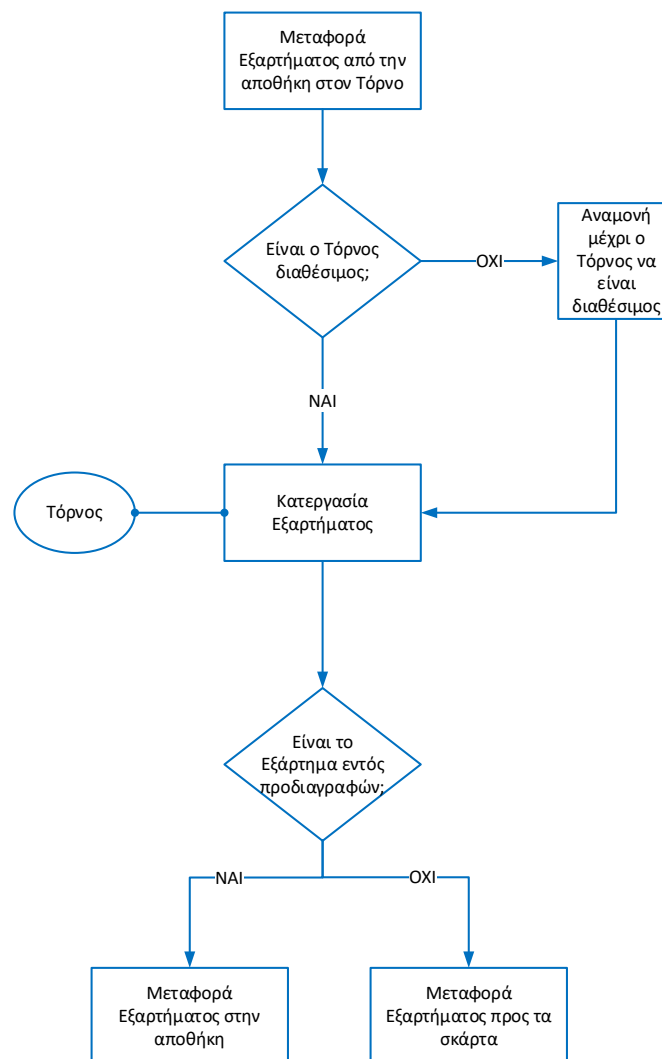 Μεταφορά
Εξαρτήματος από την
αποθήκη στον Τόρνο
Είναι ο Τόρνος
διαθέσιμος;
ΟΧΙ
Αναμονή
μέχρι ο
Τόρνος να
είναι
διαθέσιμος
ΝΑΙ
Τόρνος
Κατεργασία
Εξαρτήματος
Είναι το
Εξάρτημα εντός
προδιαγραφών;
ΝΑΙ
ΟΧΙ
Μεταφορά
Εξαρτήματος στην
αποθήκη
Μεταφορά
Εξαρτήματος προς τα
σκάρτα